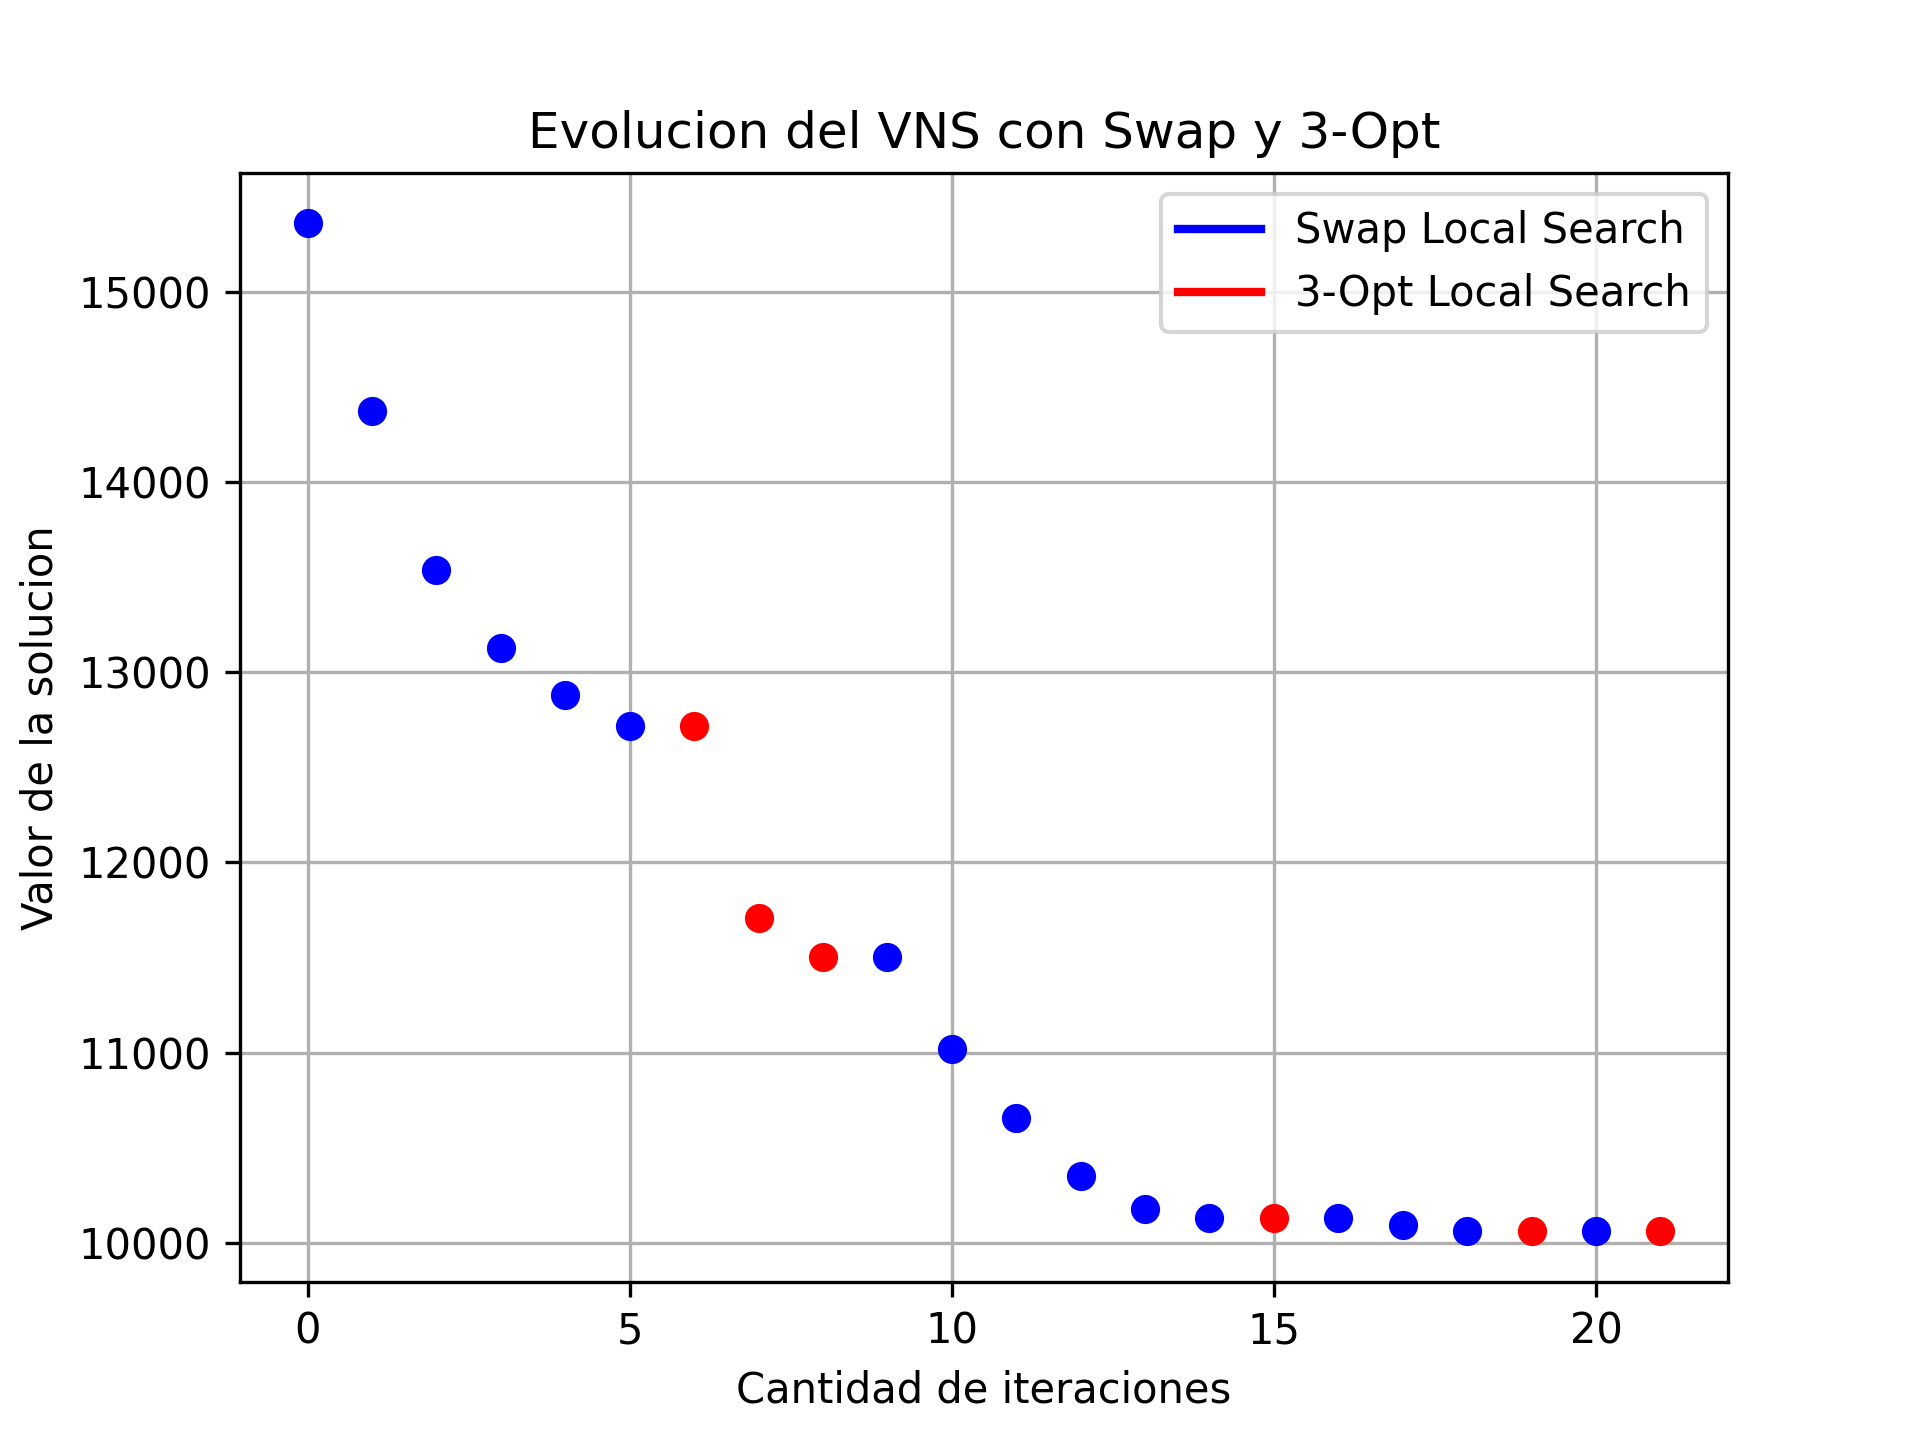 Evolucion del VNS con Swap y 3-Opt
Swap Local Search
3-Opt Local Search
Valor de la solucion
15000
14000
13000
12000
11000
10000
0 5 10 15 20
Cantidad de iteraciones